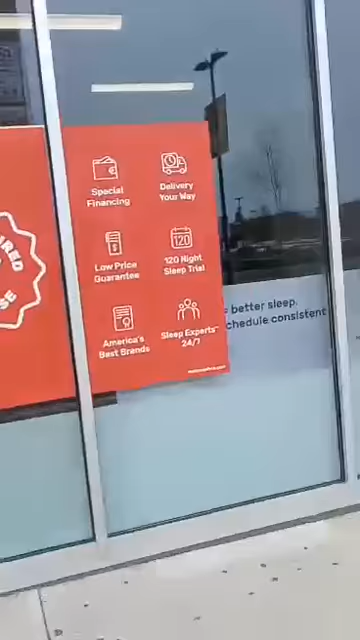 Special
Financing
Delivery
Your Way
Low Price
Guarantee
120
120 Night
Sleep Trial
America's
Best Brands
Sleep Experts™
24/7
better sleep,
schedule consistent